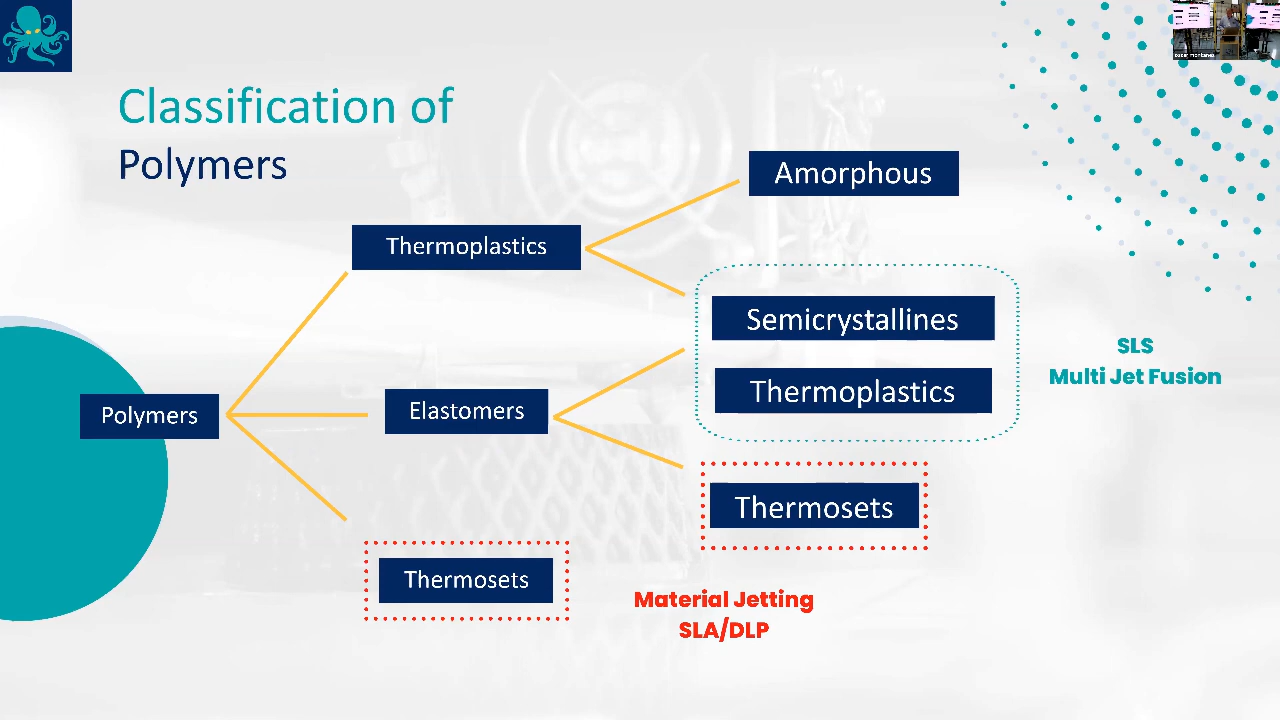 Classification of
Polymers
Amorphous
Thermoplastics
Semicrystallines
SLS
Multi Jet Fusion
Thermoplastics
Polymers
Elastomers
Thermosets
Thermosets
Material Jetting
SLA/DLP